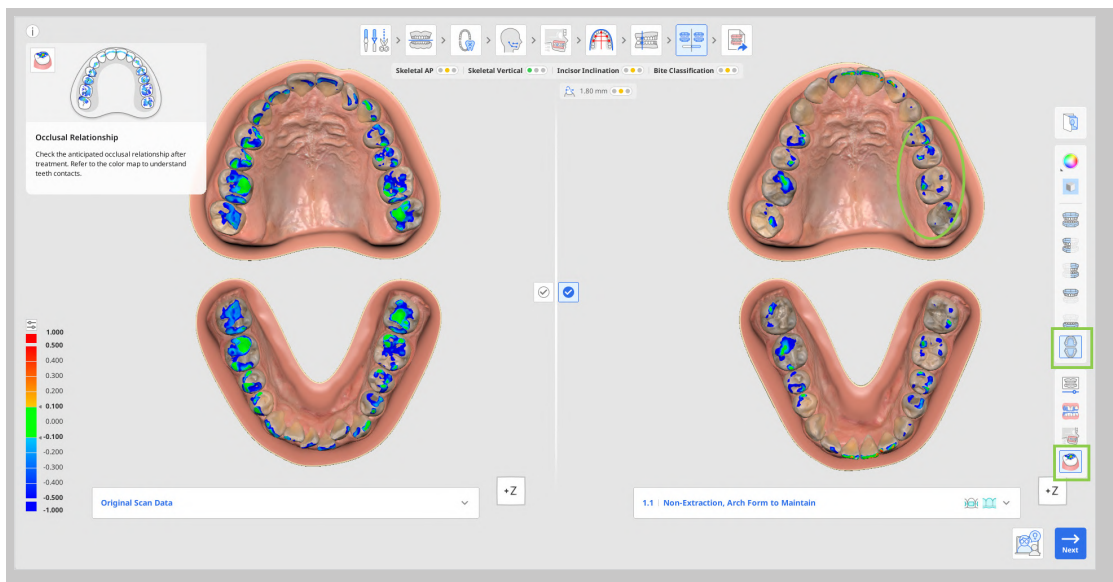 Skeletal AP
Skeletal Vertical
Incisor Inclination
Bite Classification
Occlusal Relationship
Check the anticipated occlusal relationship after
treatment. Refer to the color map to understand
teeth contacts.
1.80 mm
1.000
0.500
0.400
0.300
0.200
0.100
0.000
-0.100
-0.200
-0.300
-0.400
-0.500
-1.000
Original Scan Data
+Z
1.1 | Non-Extraction, Arch Form to Maintain
+Z
Next